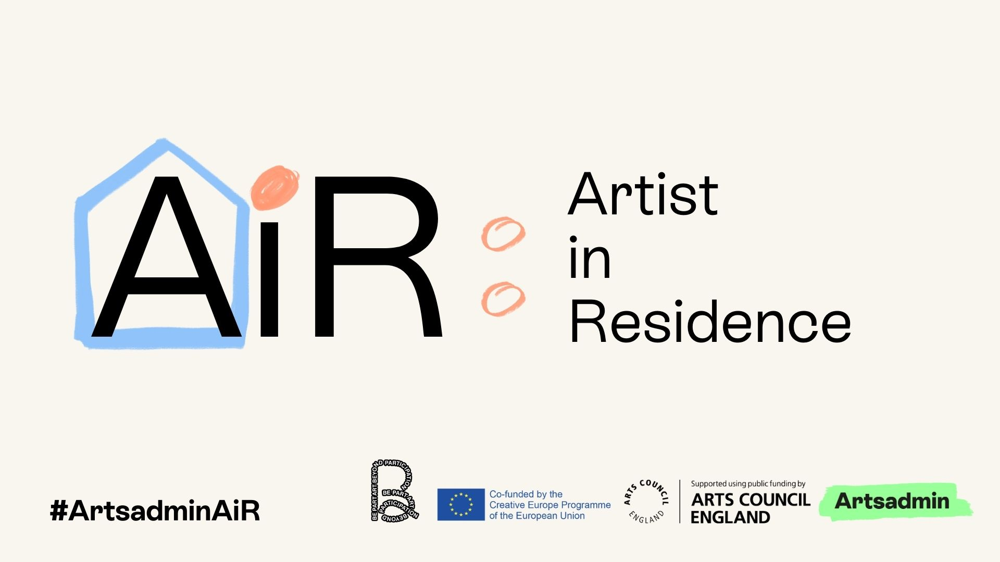 AiR:
Artist
in
Residence
#ArtsadminAiR
BE PART ART BEYOND PARTICIPATION
BE PART ART BEYOND PARTICIPATION
Co-funded by the
Creative Europe Programme
of the European Union
ARTS COUNCIL ENGLAND
Supported using public funding by
ARTS COUNCIL
ENGLAND
Artsadmin